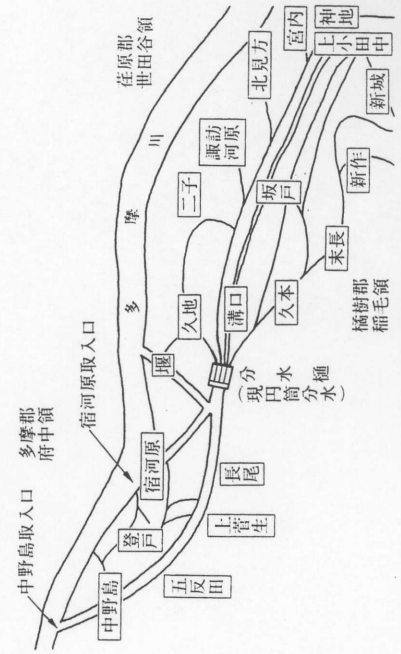 多摩郡
府中領
荏原郡
世田谷領
中野島取入口
宿河原取入口
多摩川
中野島
登戸
宿河原
堰
久地
二子
諏訪
河原
北見方
宮内
神地
上小田中
新城
新作
坂戸
末長
久本
溝口
分水樋
(現円筒分水)
長尾
上菅生
五反田
橘樹郡
稲毛領